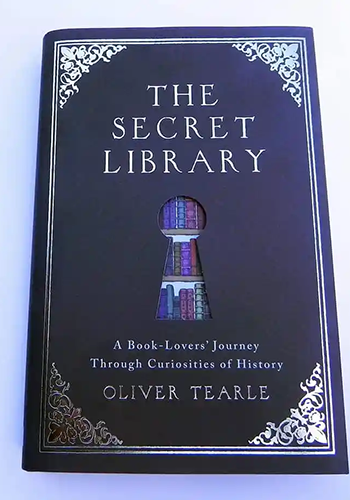 THE
SECRET
LIBRARY
A Book-Lovers' Journey
Through Curiosities of History
OLIVER TEARLE